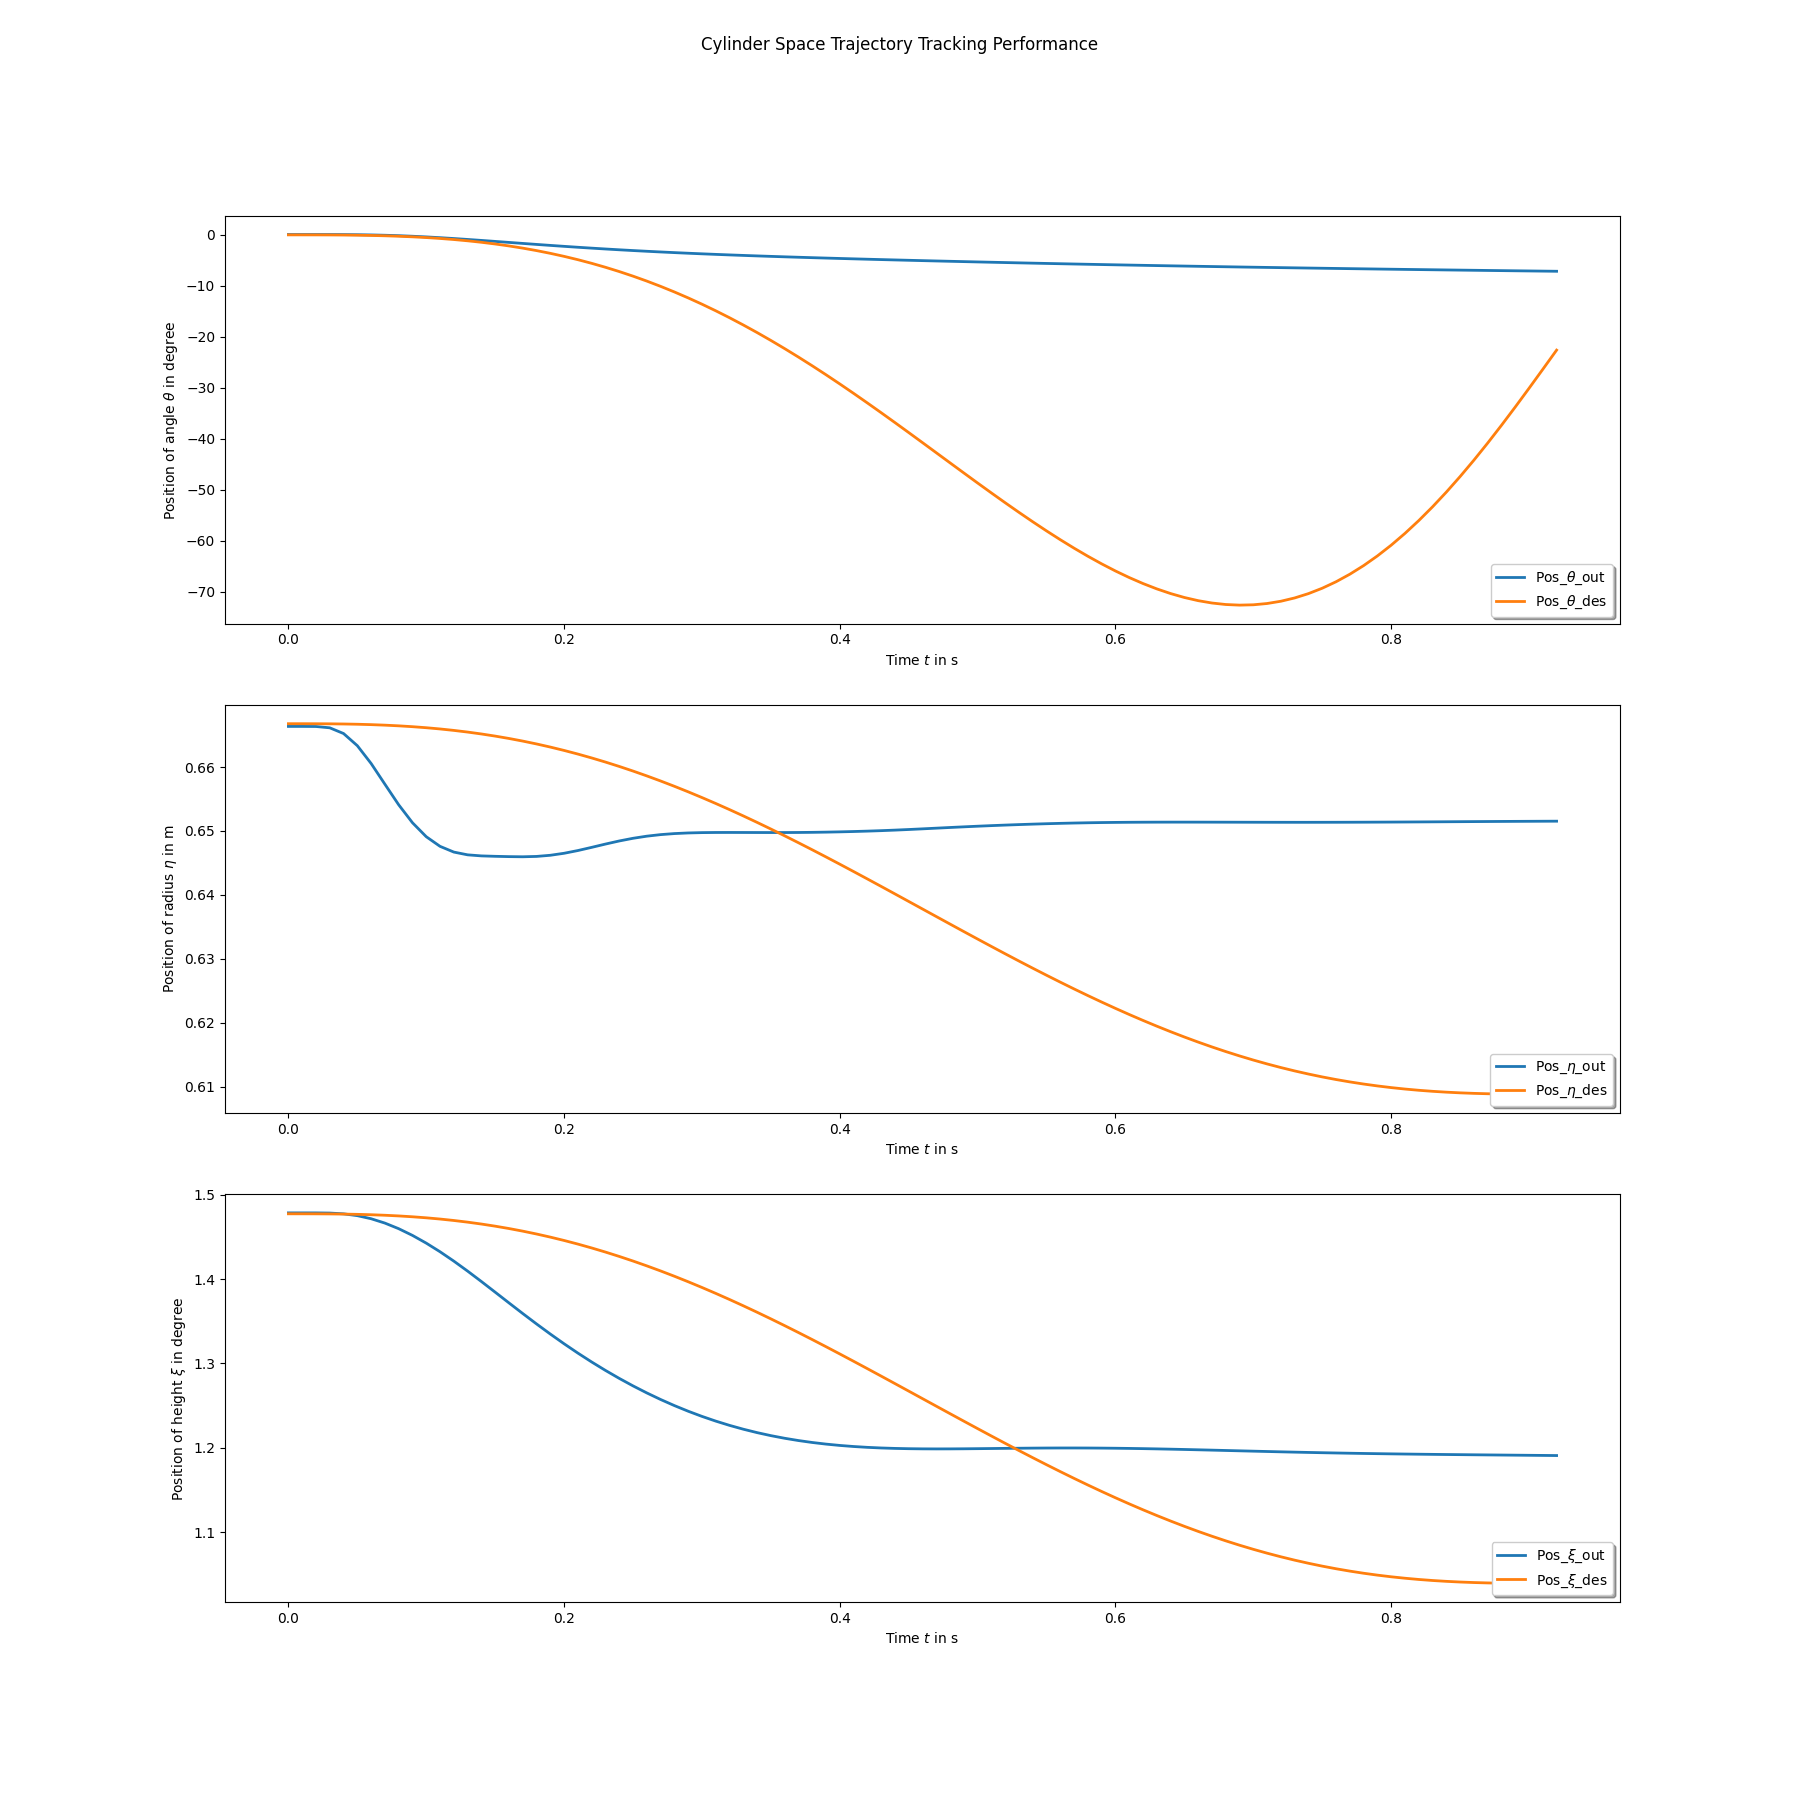 Cylinder Space Trajectory Tracking Performance
0
−10
−20
−30
−40
−50
−60
−70
Position of angle θ in degree
Pos_θ_out
Pos_θ_des
0.0 0.2 0.4 0.6 0.8
Time t in s
0.66
0.65
0.64
0.63
0.62
0.61
Position of radius η in m
Pos_η_out
Pos_η_des
0.0 0.2 0.4 0.6 0.8
Time t in s
1.5
1.4
1.3
1.2
1.1
Position of height ξ in degree
Pos_ξ_out
Pos_ξ_des
0.0 0.2 0.4 0.6 0.8
Time t in s